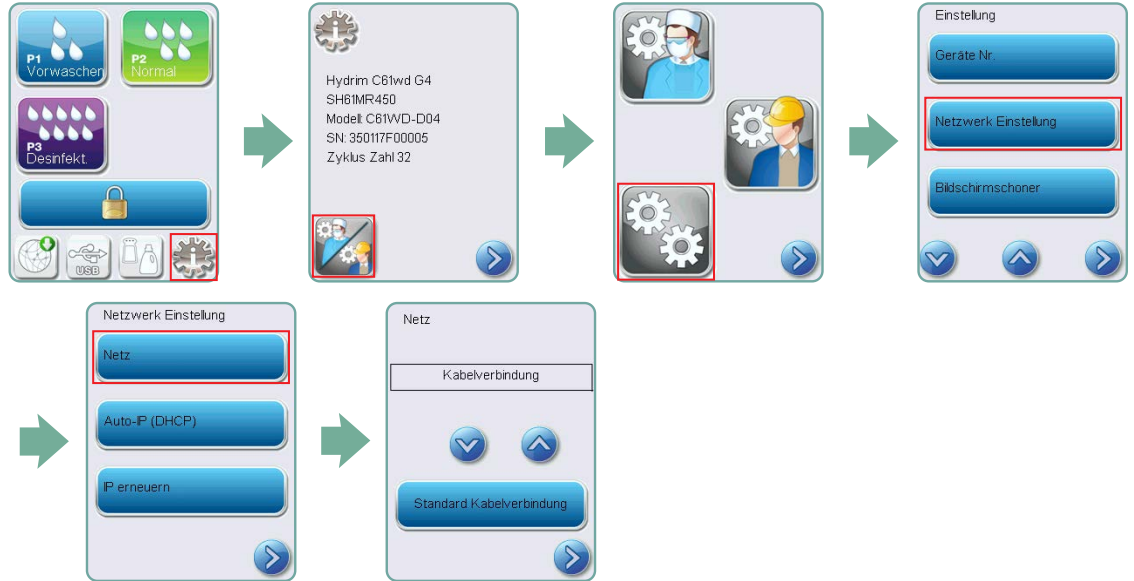 P1
Vorwaschen
P2
Normal
P3
Desinfekt.
USB
Hydrim C61wd G4
SH61MR450
Modell: C61WD-D04
SN: 350117F00005
Zyklus Zahl 32
Einstellung
Geräte Nr.
Netzwerk Einstellung
Bildschirmschoner
Netzwerk Einstellung
Netz
Auto-IP (DHCP)
IP erneuern
Netz
Kabelverbindung
Standard Kabelverbindung